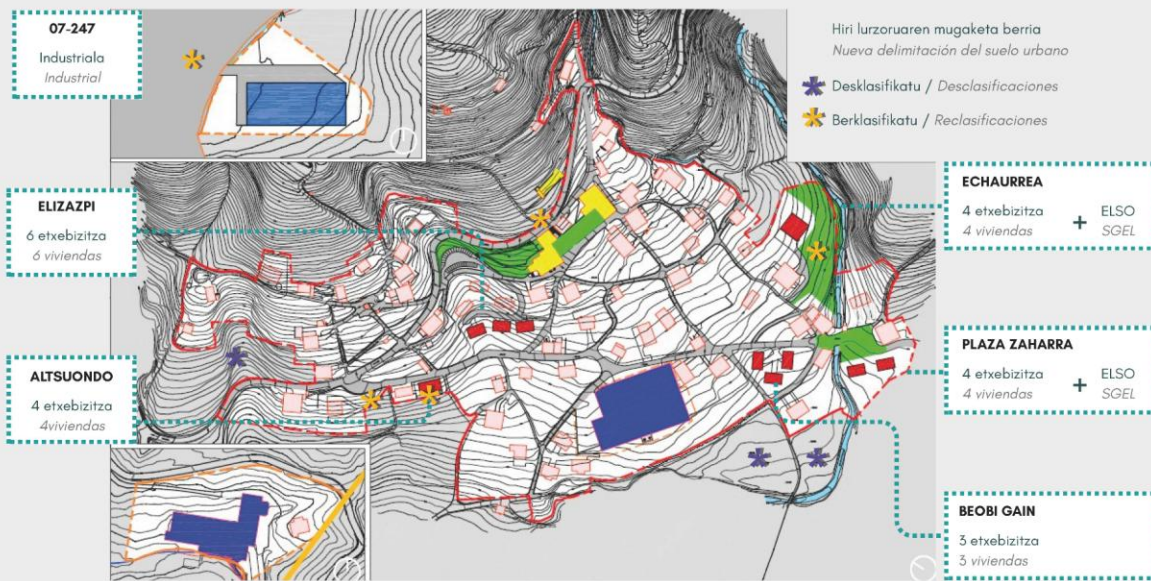 07-247
Industriala
Industrial
Hiri lurzoruaren mugaketa berria
Nueva delimitación del suelo urbano
Desklasifikatu / Desclasificaciones
Berklasifikatu / Reclasificaciones
ELIZAZPI
6 etxebizitza
6 viviendas
ECHAURREA
4 etxebizitza
4 viviendas
+
ELSO
SGEL
ALTSUONDO
4 etxebizitza
4viviendas
PLAZA ZAHARRA
4 etxebizitza
4 viviendas
+
ELSO
SGEL
BEOBI GAIN
3 etxebizitza
3 viviendas